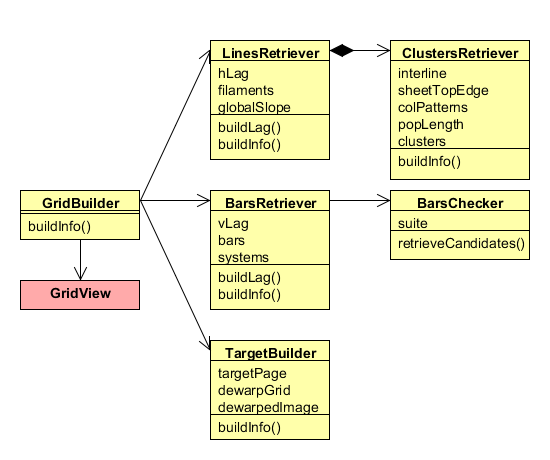 LinesRetriever
hLag
filaments
globalSlope
buildLag()
buildInfo()
ClustersRetriever
interline
sheetTopEdge
colPatterns
popLength
clusters
buildInfo()
GridBuilder
buildInfo()
BarsRetriever
vLag
bars
systems
buildLag()
buildInfo()
BarsChecker
suite
retrieveCandidates()
GridView
TargetBuilder
targetPage
dewarpGrid
dewarpedImage
buildInfo()